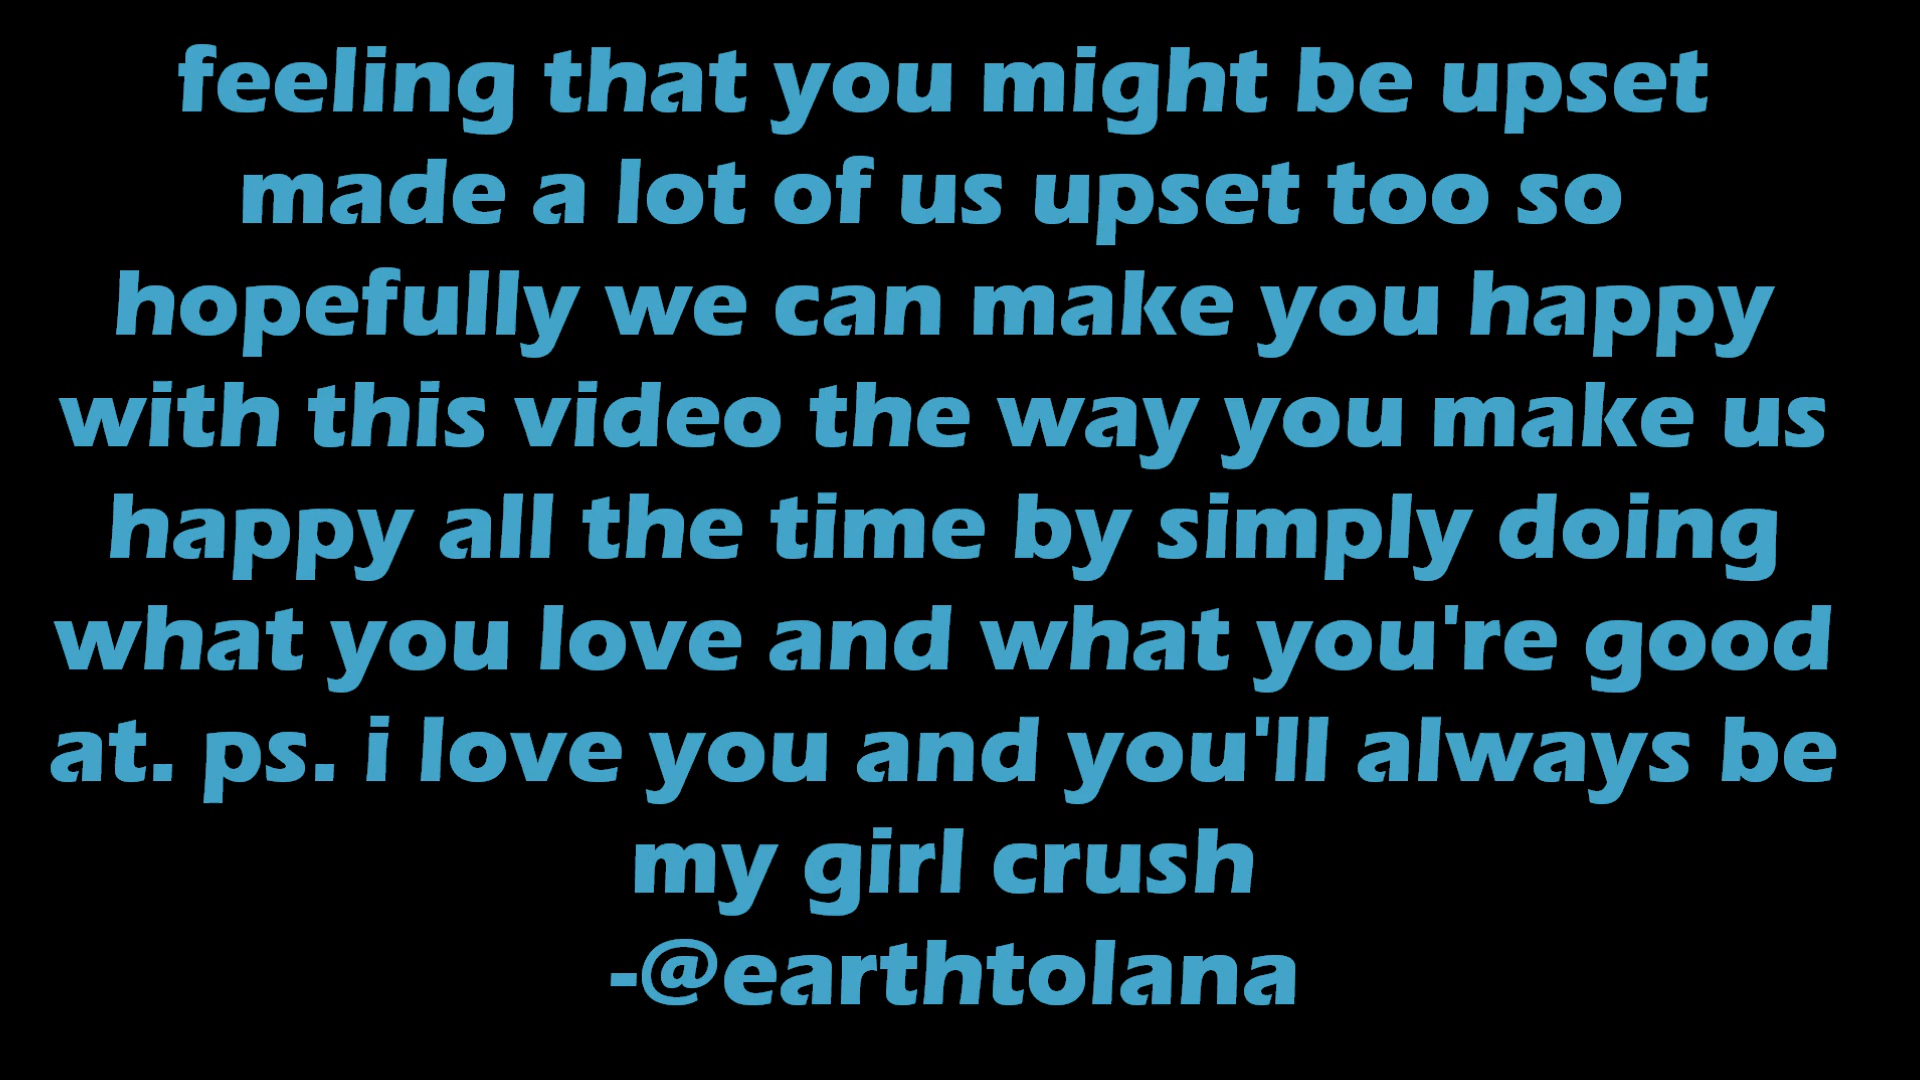 feeling that you might be upset
made a lot of us upset too so
hopefully we can make you happy
with this video the way you make us
happy all the time by simply doing
what you love and what you're good
at. ps. i love you and you'll always be
my girl crush
-@earthtolana